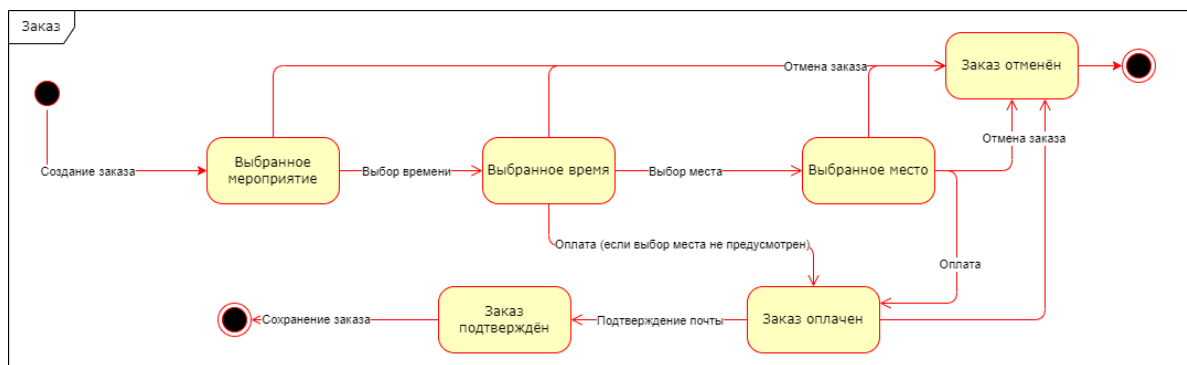 Заказ
Отмена заказа
Заказ отменён
Отмена заказа
Создание заказа
Выбранное
мероприятие
Выбор времени
Выбранное время
Выбор места
Выбранное место
Оплата (если выбор места не предусмотрен)
Оплата
Сохранение заказа
Заказ
подтверждён
Подтверждение почты
Заказ оплачен